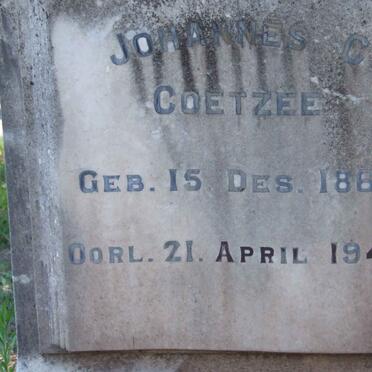 JOHANNES C
COETZEE
GEB. 15 DES. 186
OORL. 21. APRIL 194